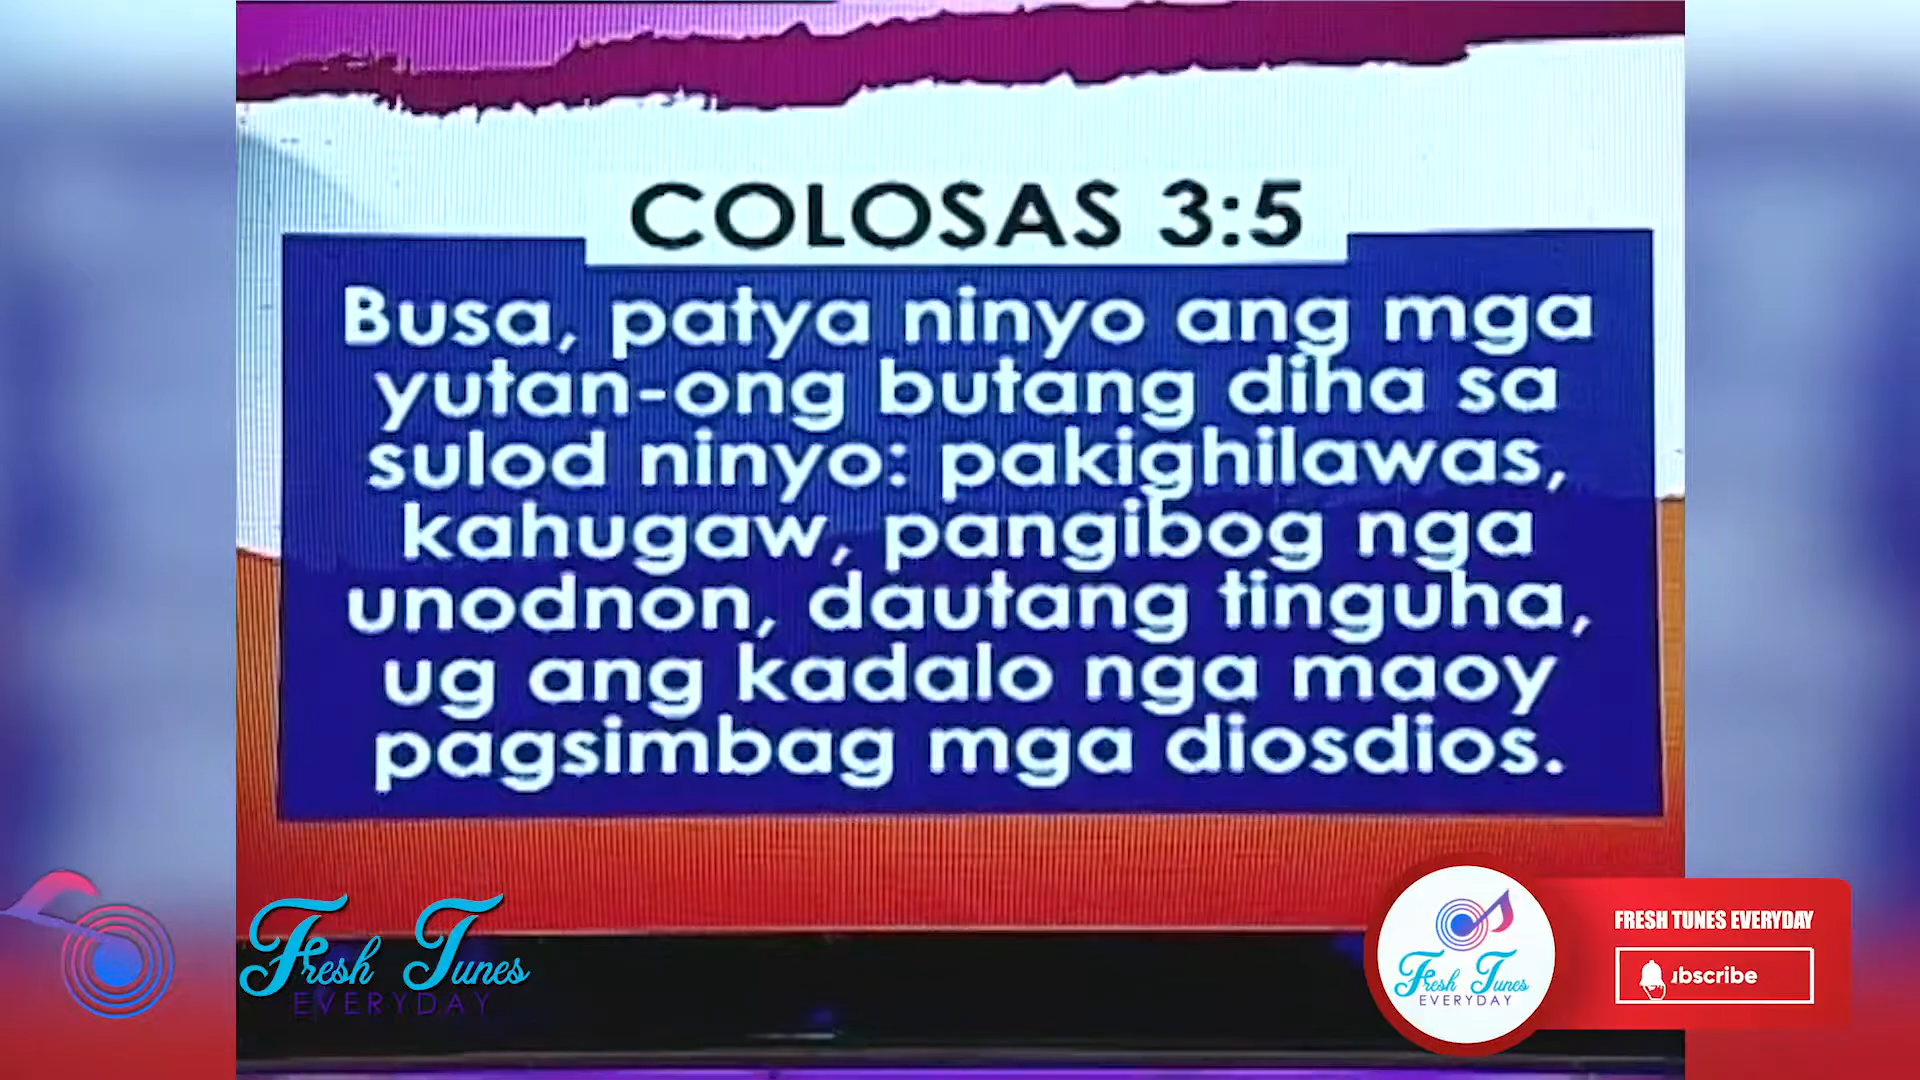 COLOSAS 3:5
Busa, patya ninyo ang mga
yutan-ong butang diha sa
sulod ninyo: pakighilawas,
kahugaw, pangibog nga
unodnon, dautang tinguha,
ug ang kadalo nga maoy
pagsimbag mga diosdios.
Fresh Tunes
EVERYDAY
Fresh Tunes
EVERYDAY
FRESH TUNES EVERYDAY
ubscribe